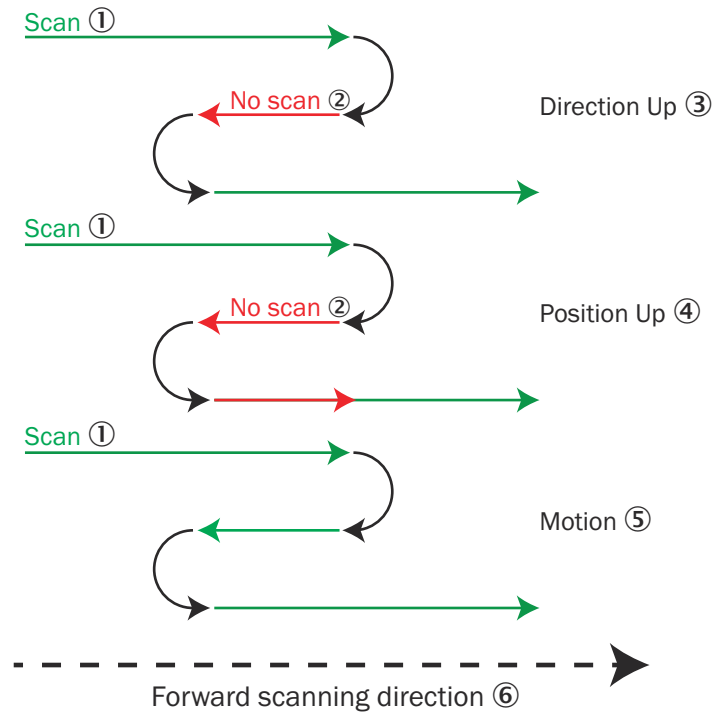 Scan ①
No scan ②
Direction Up ③
Scan ①
No scan ②
Position Up ④
Scan ①
Motion ⑤
Forward scanning direction ⑥